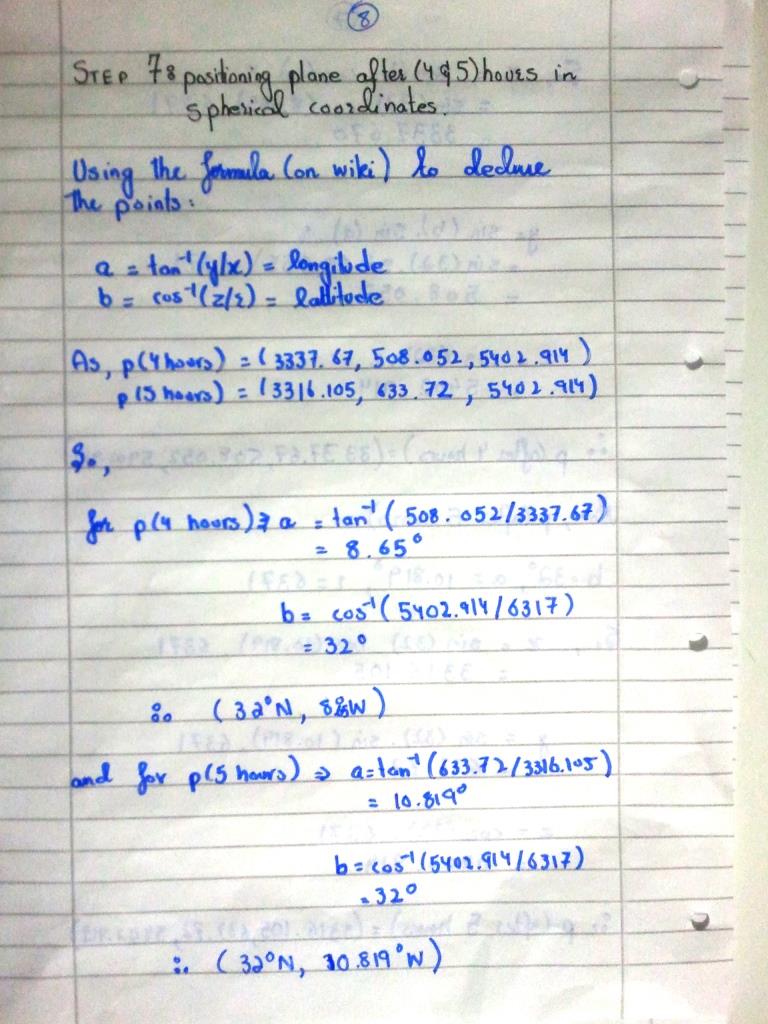 8
STEP 7: positioning plane after (4 & 5) hours in
spherical coordinates.
Using the formula (on wiki) to deduce
the points:
a = tan⁻¹(y/x) = longitude
b = cos⁻¹(z/r) = lattitude
As, p(4 hours) = (3337.67, 508.052, 5402.914)
p(5 hours) = (3316.105, 633.72, 5402.914)
So,
for p(4 hours) ⇒ a = tan⁻¹(508.052/3337.67)
= 8.65°
b = cos⁻¹(5402.914/6317)
= 32°
∴ (32°N, 8.65°W)
and for p(5 hours) ⇒ a = tan⁻¹(633.72/3316.105)
= 10.819°
b = cos⁻¹(5402.914/6317)
= 32°
∴ (32°N, 10.819°W)